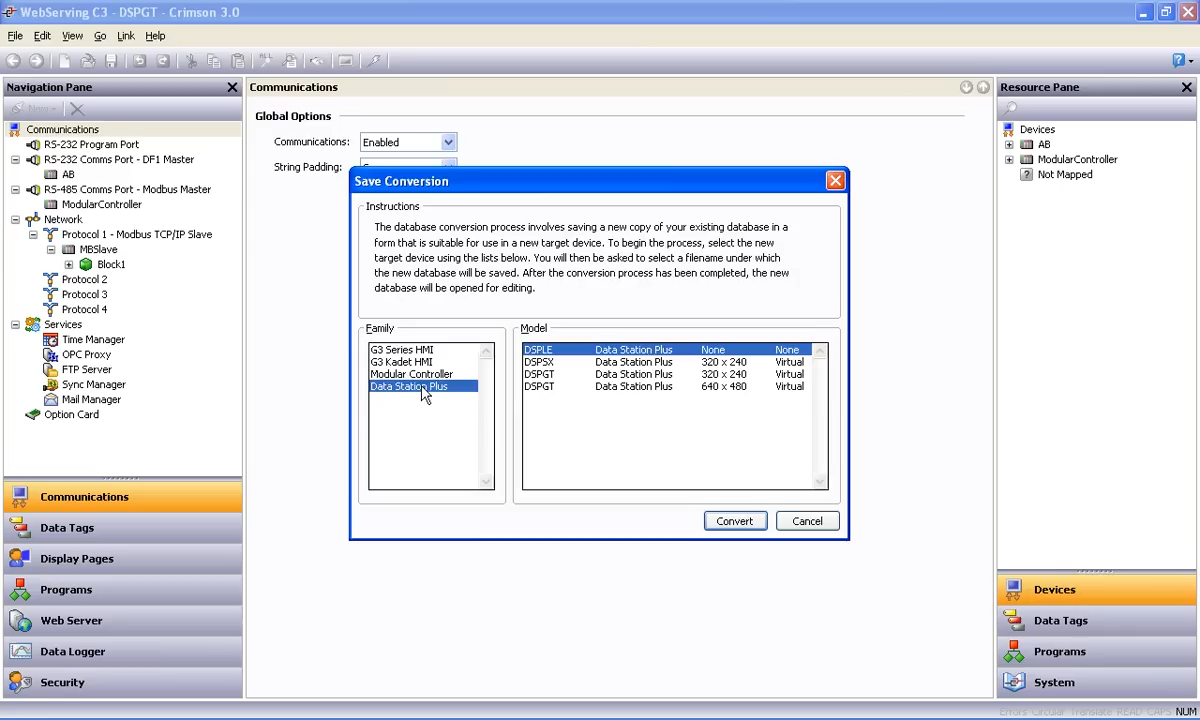 WebServing C3 - DSPGT - Crimson 3.0
File Edit View Go Link Help
Navigation Pane
New
Communications
RS-232 Program Port
RS-232 Comms Port - DF1 Master
AB
RS-485 Comms Port - Modbus Master
ModularController
Network
Protocol 1 - Modbus TCP/IP Slave
MBSlave
Block1
Protocol 2
Protocol 3
Protocol 4
Services
Time Manager
OPC Proxy
FTP Server
Sync Manager
Mail Manager
Option Card
Communications
Data Tags
Display Pages
Programs
Web Server
Data Logger
Security
Communications
Global Options
Communications: Enabled
String Padding:
Save Conversion
Instructions
The database conversion process involves saving a new copy of your existing database in a
form that is suitable for use in a new target device. To begin the process, select the new
target device using the lists below. You will then be asked to select a filename under which
the new database will be saved. After the conversion process has been completed, the new
database will be opened for editing.
Family
G3 Series HMI
G3 Kadet HMI
Modular Controller
Data Station Plus
Model
DSPLE Data Station Plus None None
DSPSX Data Station Plus 320 x 240 Virtual
DSPGT Data Station Plus 320 x 240 Virtual
DSPGT Data Station Plus 640 x 480 Virtual
Convert Cancel
Resource Pane
Devices
AB
ModularController
Not Mapped
Devices
Data Tags
Programs
System
Errors Circular Translate READ CAPS NUM